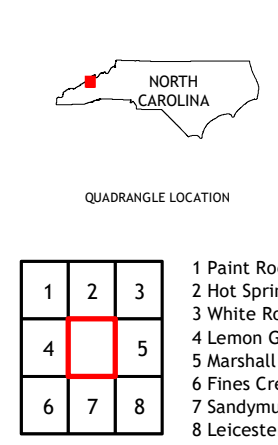 NORTH
CAROLINA
QUADRANGLE LOCATION
1 2 3
4 5
6 7 8
1 Paint Ro
2 Hot Sprin
3 White Ro
4 Lemon G
5 Marshall
6 Fines Cre
7 Sandymu
8 Leiceste